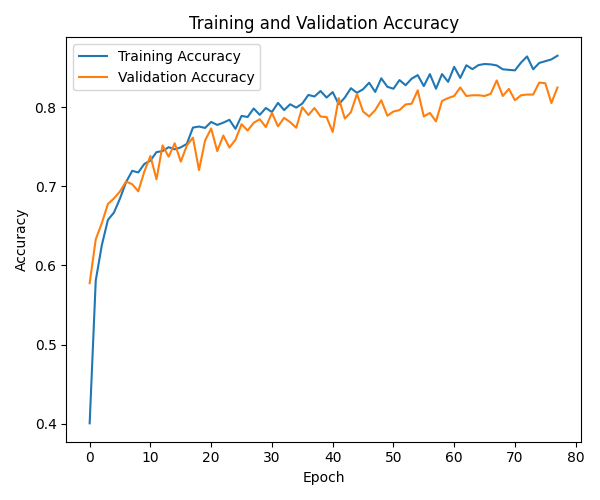 Training and Validation Accuracy
Training Accuracy
Validation Accuracy
0.8
0.7
0.6
0.5
0.4
Accuracy
0 10 20 30 40 50 60 70 80
Epoch